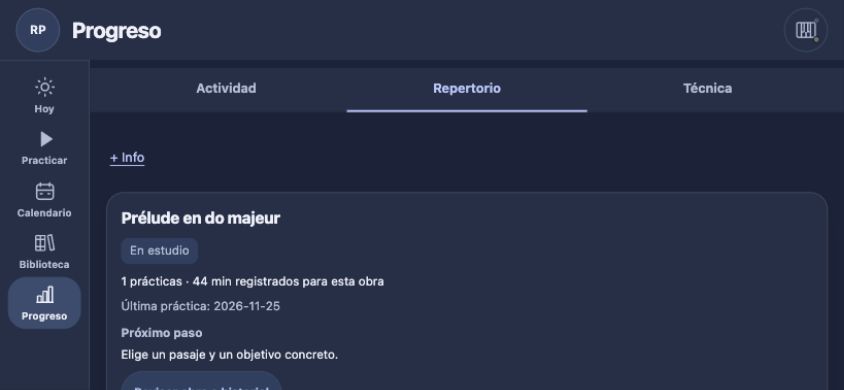 RP
Progreso
Hoy
Practicar
Calendario
Biblioteca
Progreso
Actividad
Repertorio
Técnica
+ Info
Prélude en do majeur
En estudio
1 prácticas · 44 min registrados para esta obra
Última práctica: 2026-11-25
Próximo paso
Elige un pasaje y un objetivo concreto.